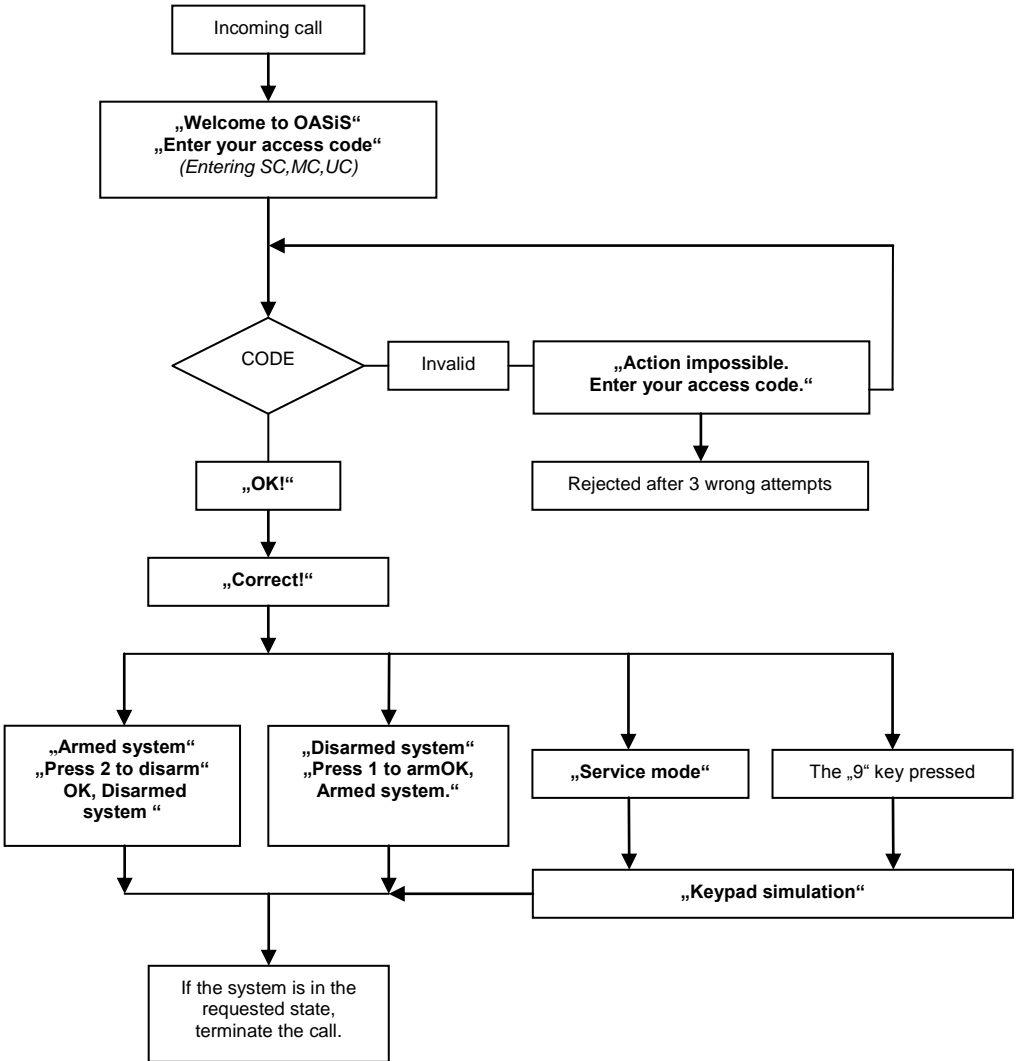 Incoming call
„Welcome to OASiS“
„Enter your access code“
(Entering SC,MC,UC)
CODE
Invalid
„Action impossible.
Enter your access code.“
„OK!“
Rejected after 3 wrong attempts
„Correct!“
„Armed system“
„Press 2 to disarm“
OK, Disarmed
system “
„Disarmed system“
„Press 1 to armOK,
Armed system.“
„Service mode“
The „9“ key pressed
„Keypad simulation“
If the system is in the
requested state,
terminate the call.